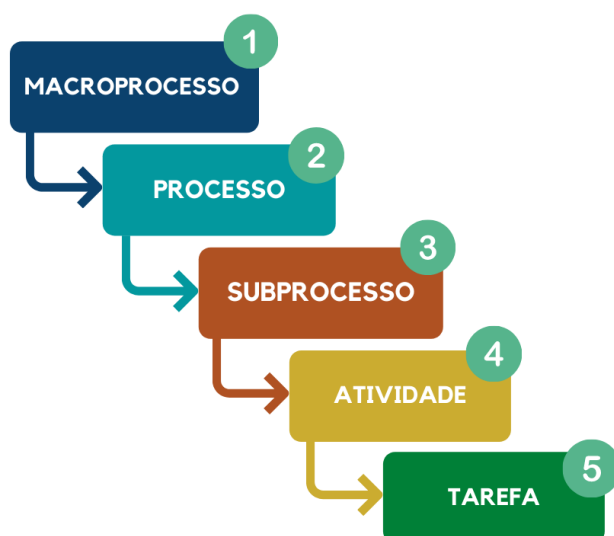 1
MACROPROCESSO
2
PROCESSO
3
SUBPROCESSO
4
ATIVIDADE
5
TAREFA